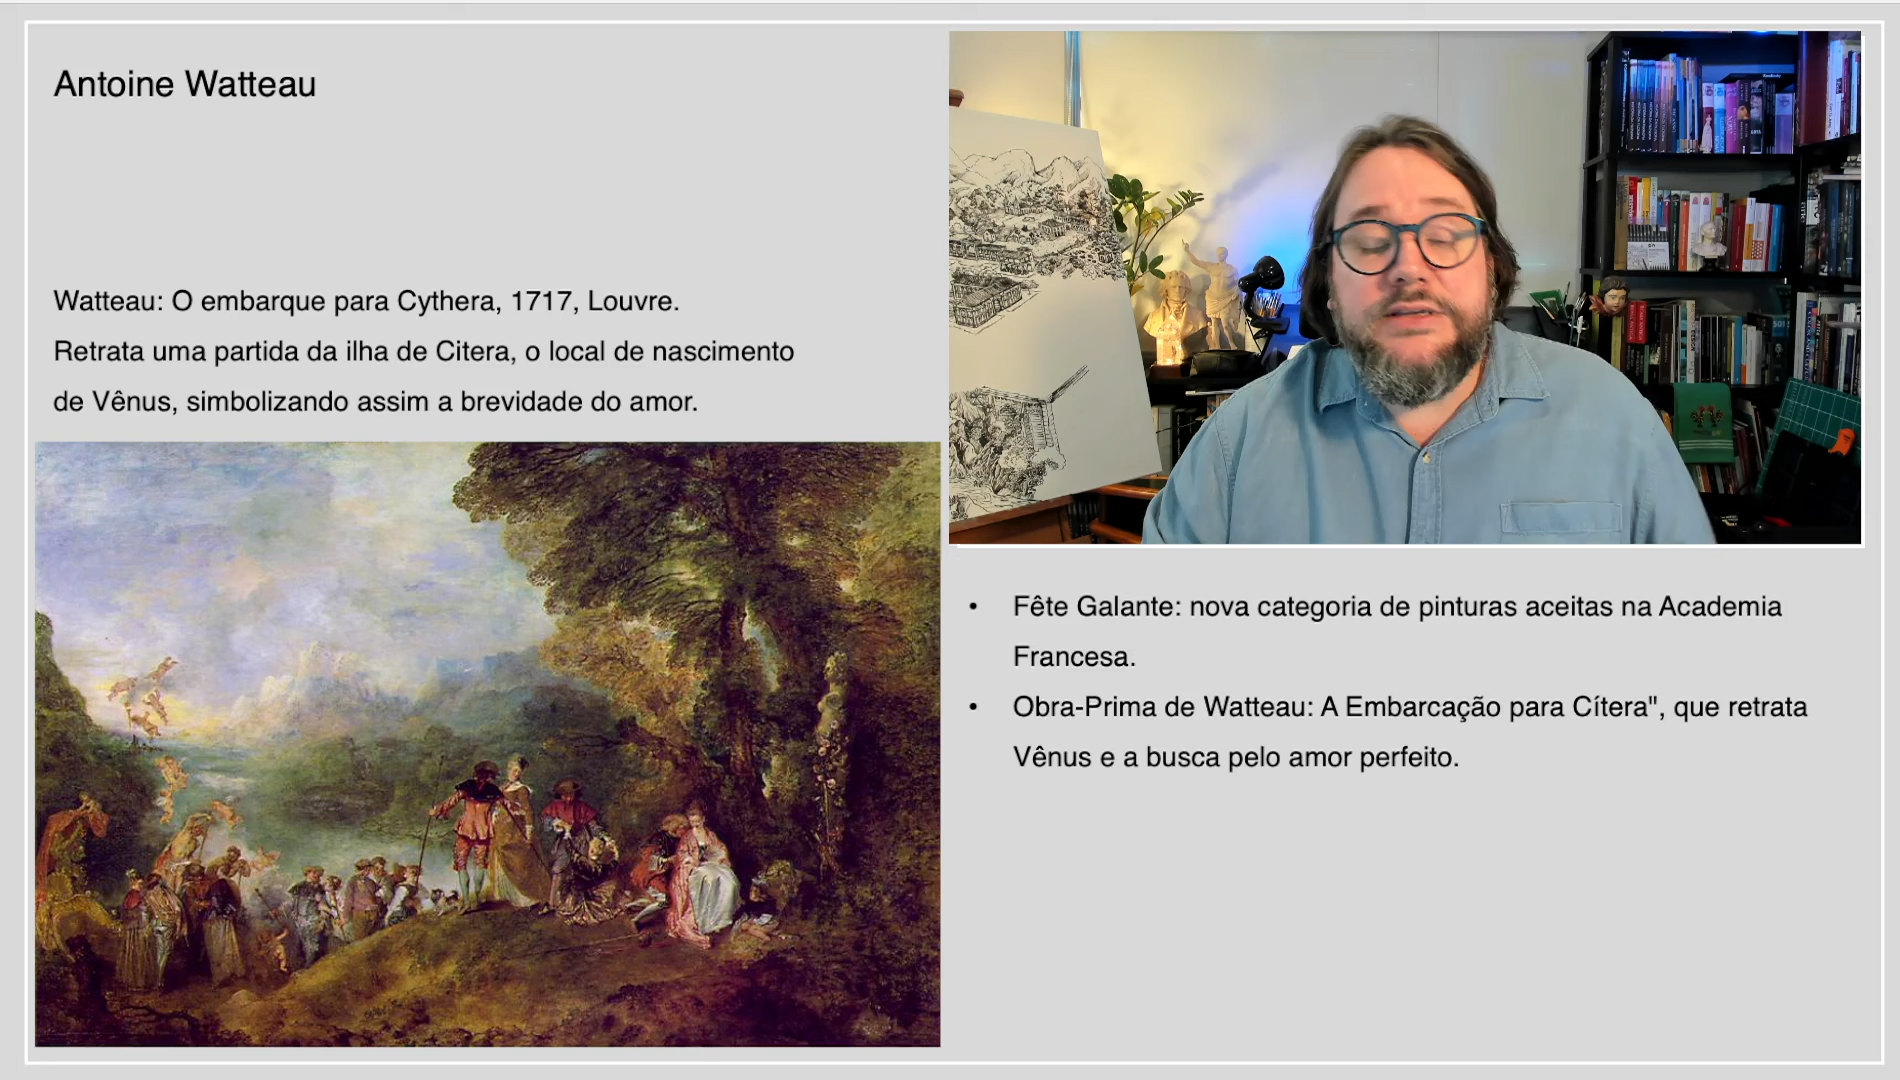 Antoine Watteau
Watteau: O embarque para Cythera, 1717, Louvre.
Retrata uma partida da ilha de Citera, o local de nascimento
de Vênus, simbolizando assim a brevidade do amor.
• Fête Galante: nova categoria de pinturas aceitas na Academia
Francesa.
• Obra-Prima de Watteau: A Embarcação para Cítera", que retrata
Vênus e a busca pelo amor perfeito.